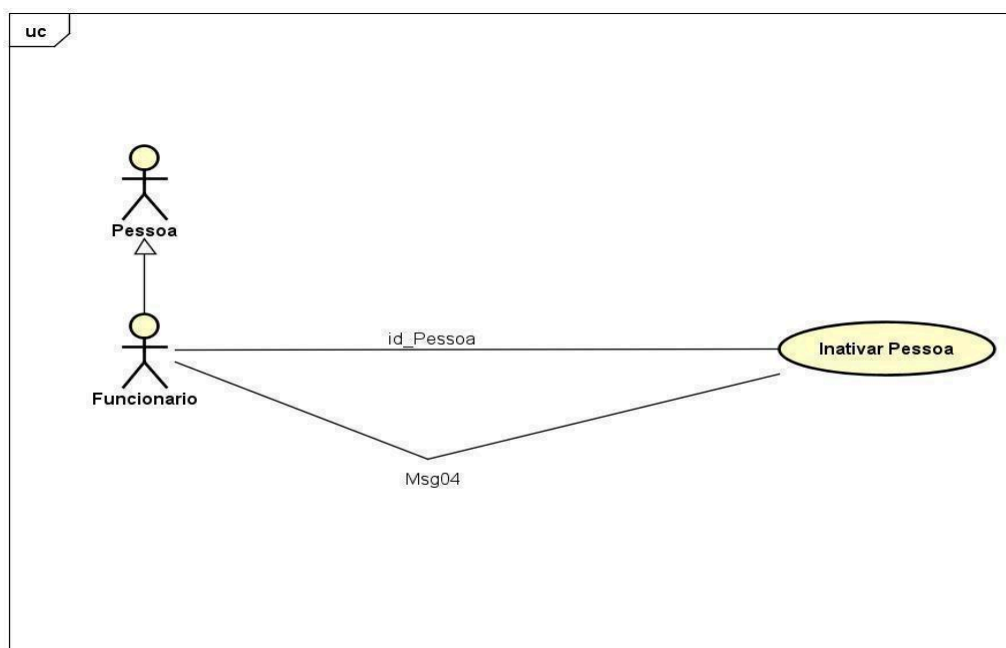 uc
Pessoa
id_Pessoa
Inativar Pessoa
Funcionario
Msg04